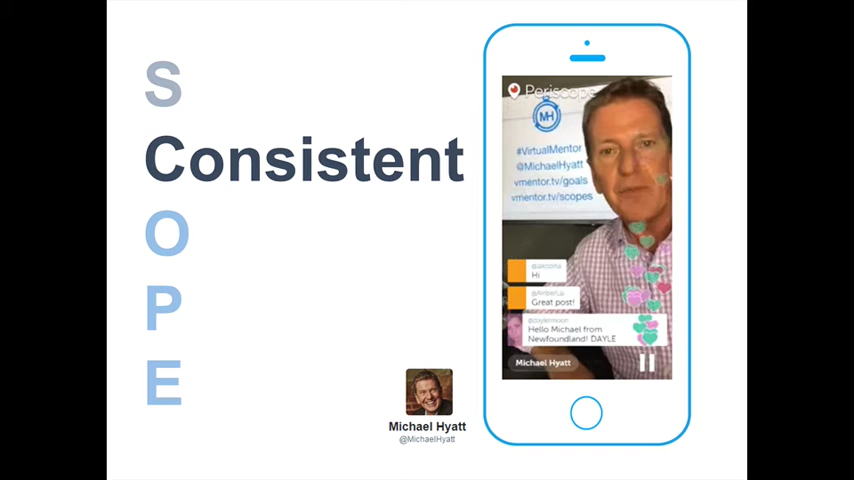 S
Consistent
O
P
E
Michael Hyatt
@MichaelHyatt
Periscope
MH
#VirtualMentor
@MichaelHyatt
vmentor.tv/goals
vmentor.tv/scopes
Hi
@AmberLip
Great post!
Hello Michael from
Newfoundland! DAYLE
Michael Hyatt